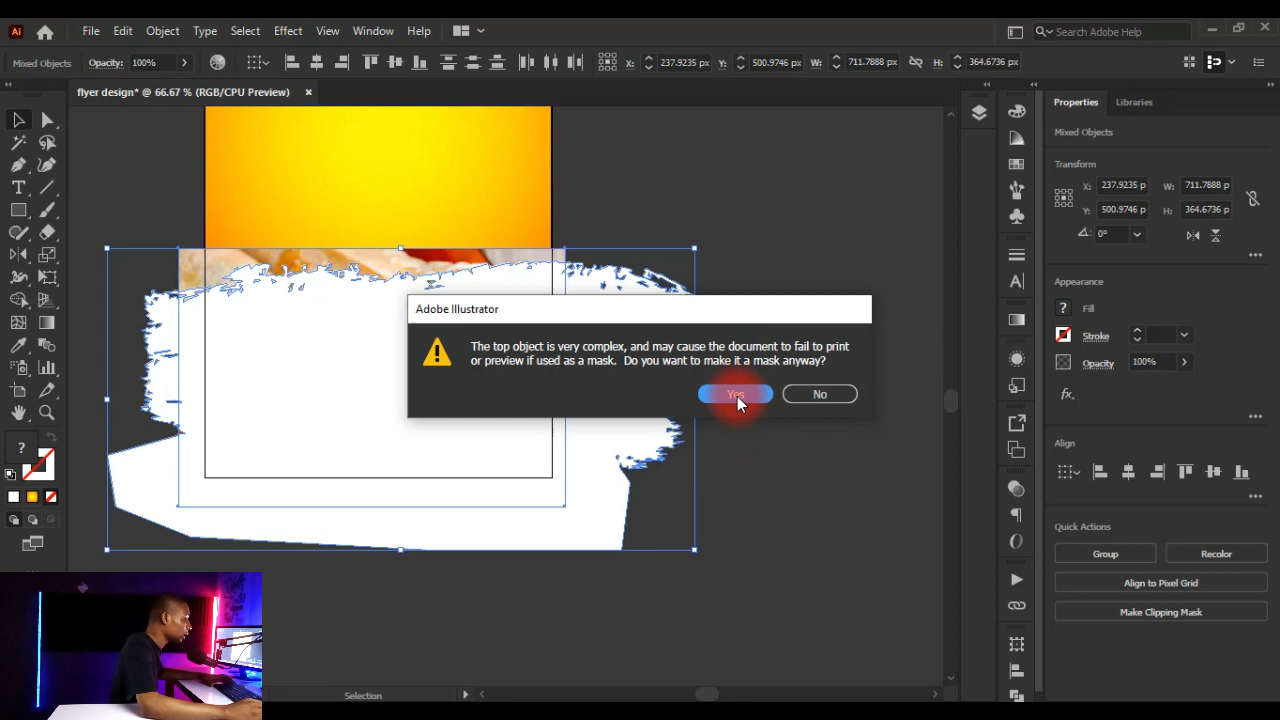 Ai File Edit Object Type Select Effect View Window Help Search Adobe Help
Mixed Objects Opacity: 100% X: 237.9235 px Y: 500.9746 px W: 711.7888 px H: 364.6736 px
flyer design* @ 66.67 % (RGB/CPU Preview) ×
Properties Libraries
Mixed Objects
Transform
X: 237.9235 p W: 711.7888 p
Y: 500.9746 p H: 364.6736 p
0°
Appearance
? Fill
Stroke
Opacity 100%
fx.
Align
Quick Actions
Group Recolor
Align to Pixel Grid
Make Clipping Mask
Adobe Illustrator
The top object is very complex, and may cause the document to fail to print
or preview if used as a mask. Do you want to make it a mask anyway?
Yes No
?
Selection